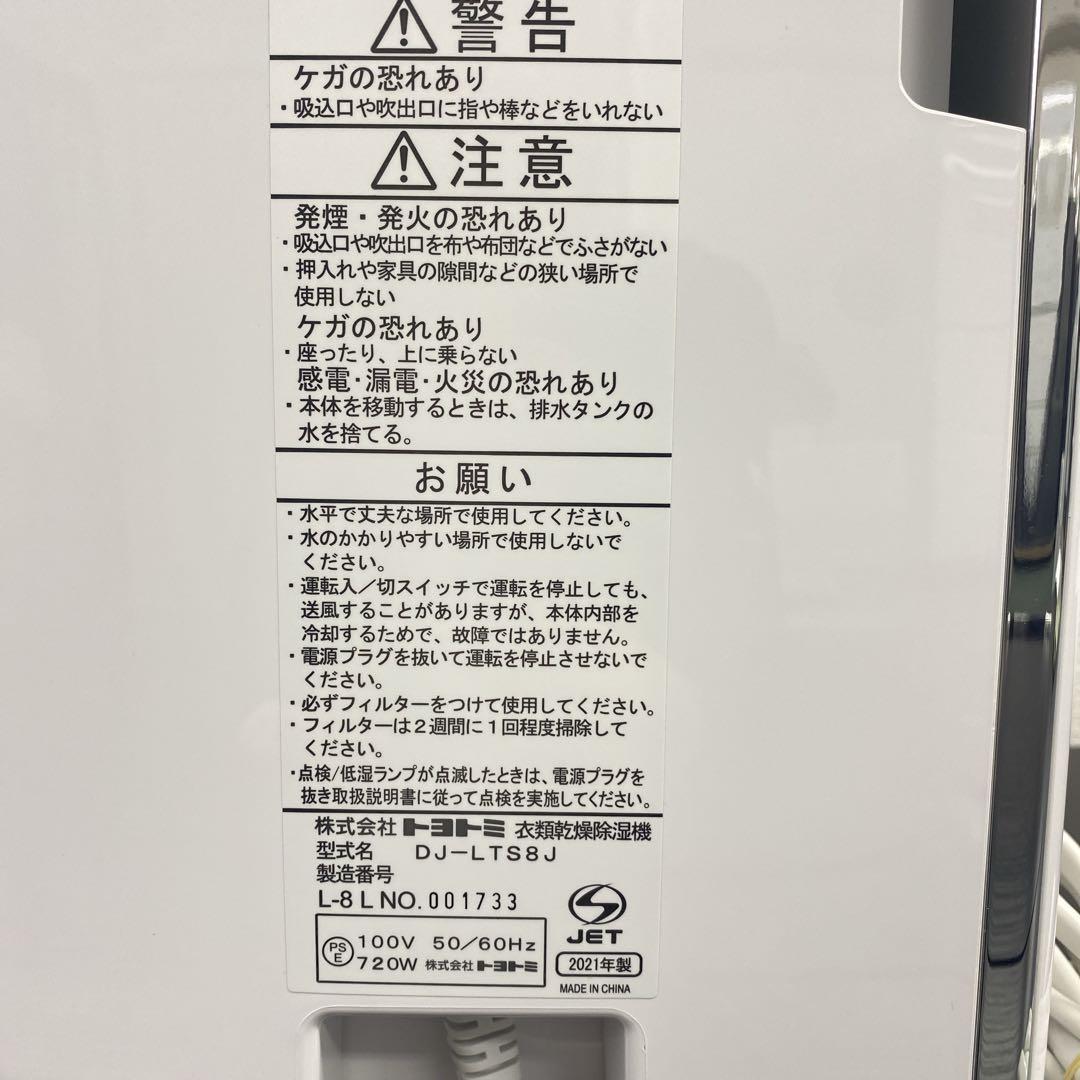 警告
ケガの恐れあり
・吸込口や吹出口に指や棒などをいれない
注意
発煙・発火の恐れあり
・吸込口や吹出口を布や布団などでふさがない
・押入れや家具の隙間などの狭い場所で
使用しない
ケガの恐れあり
・座ったり、上に乗らない
感電・漏電・火災の恐れあり
・本体を移動するときは、排水タンクの
水を捨てる。
お願い
・水平で丈夫な場所で使用してください。
・水のかかりやすい場所で使用しないで
ください。
・運転入／切スイッチで運転を停止しても、
送風することがありますが、本体内部を
冷却するためで、故障ではありません。
・電源プラグを抜いて運転を停止させないで
ください。
・必ずフィルターをつけて使用してください。
・フィルターは２週間に１回程度掃除して
ください。
・点検/低湿ランプが点滅したときは、電源プラグを
抜き取扱説明書に従って点検を実施してください。
株式会社 トヨトミ 衣類乾燥除湿機
型式名 DJ-LTS8J
製造番号
L-8 L NO. 001733
PSE 100V 50/60Hz
720W 株式会社 トヨトミ
JET
2021年製
MADE IN CHINA